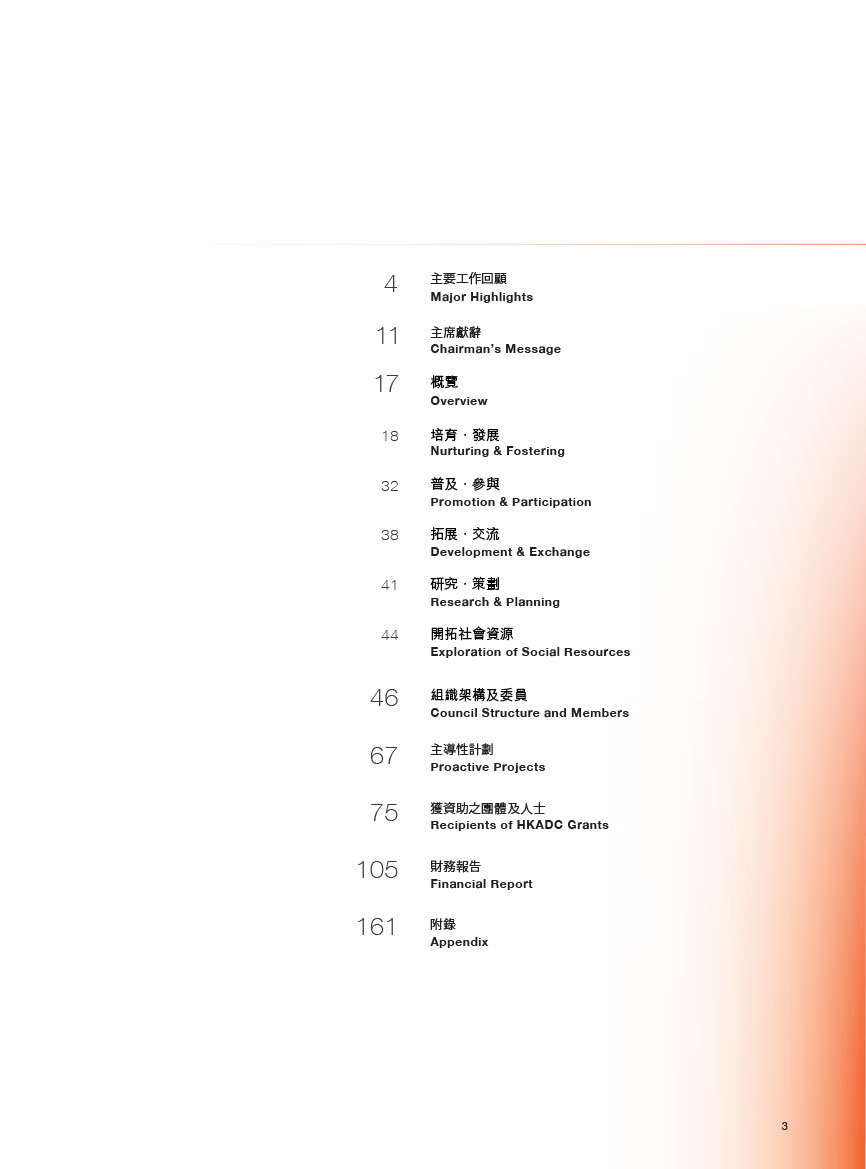 4 主要工作回顧
Major Highlights
11 主席獻辭
Chairman's Message
17 概覽
Overview
18 培育．發展
Nurturing & Fostering
32 普及．參與
Promotion & Participation
38 拓展．交流
Development & Exchange
41 研究．策劃
Research & Planning
44 開拓社會資源
Exploration of Social Resources
46 組織架構及委員
Council Structure and Members
67 主導性計劃
Proactive Projects
75 獲資助之團體及人士
Recipients of HKADC Grants
105 財務報告
Financial Report
161 附錄
Appendix
3